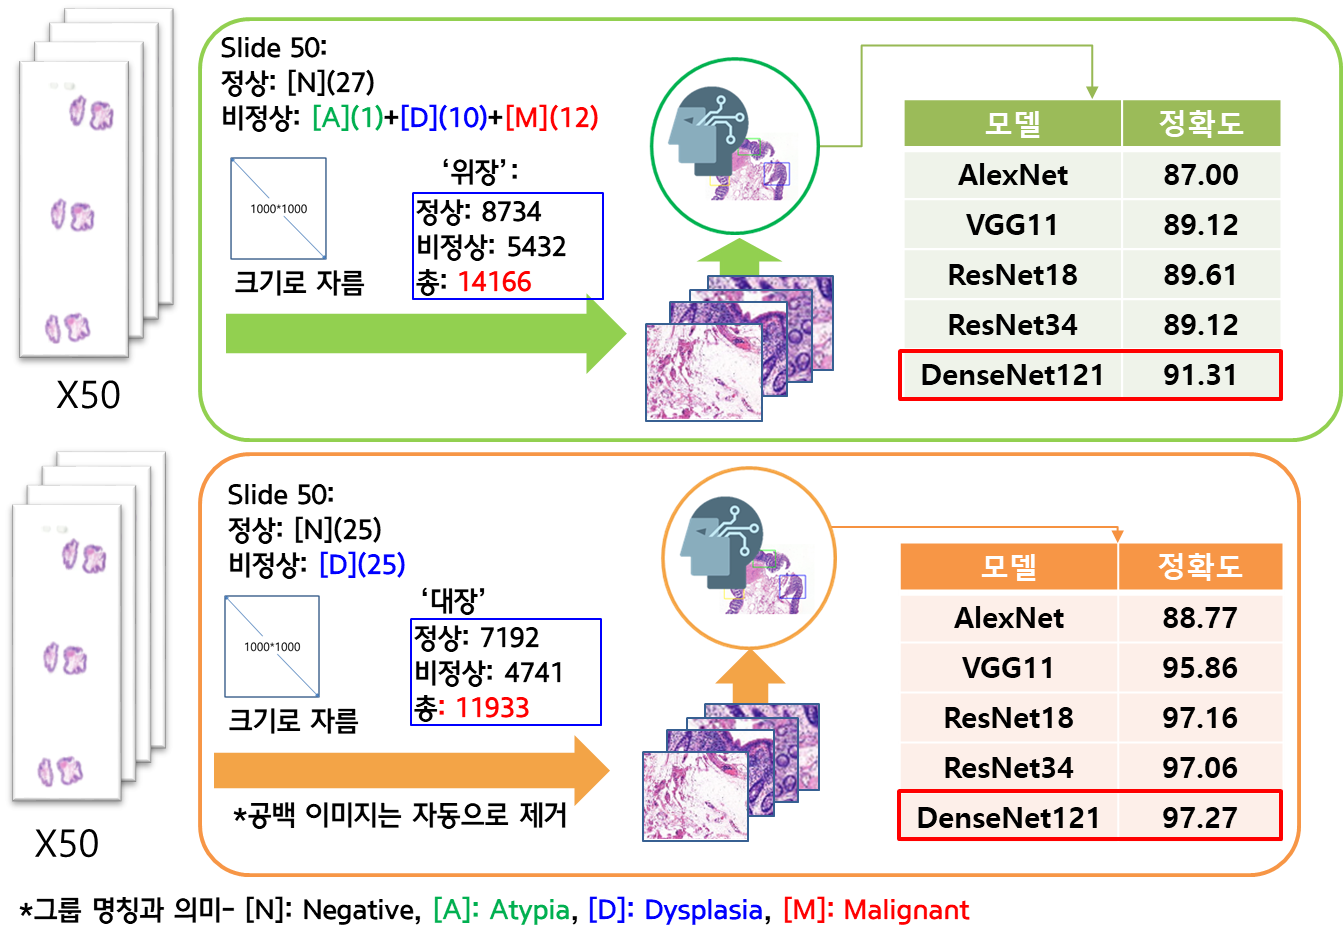 Slide 50:
정상: [N](27)
비정상: [A](1)+[D](10)+[M](12)
1000*1000
크기로 자름
‘위장’:
정상: 8734
비정상: 5432
총: 14166
X50
모델 정확도
AlexNet 87.00
VGG11 89.12
ResNet18 89.61
ResNet34 89.12
DenseNet121 91.31
Slide 50:
정상: [N](25)
비정상: [D](25)
1000*1000
크기로 자름
‘대장’
정상: 7192
비정상: 4741
총: 11933
*공백 이미지는 자동으로 제거
X50
모델 정확도
AlexNet 88.77
VGG11 95.86
ResNet18 97.16
ResNet34 97.06
DenseNet121 97.27
*그룹 명칭과 의미- [N]: Negative, [A]: Atypia, [D]: Dysplasia, [M]: Malignant